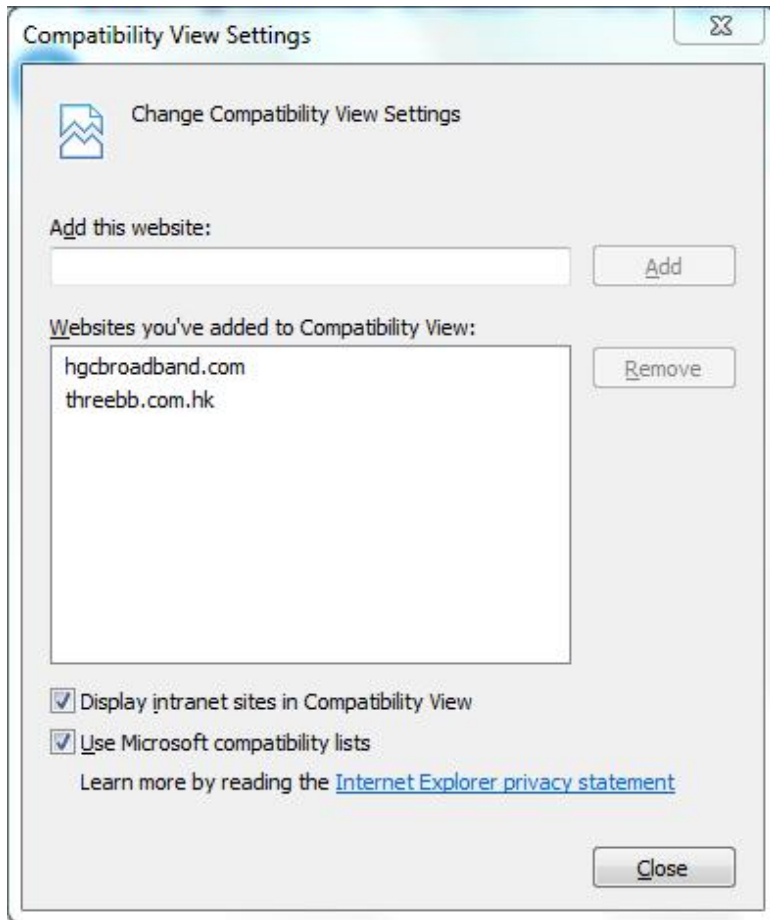 Compatibility View Settings
Change Compatibility View Settings
Add this website:
Add
Websites you've added to Compatibility View:
hgcbroadband.com
threebb.com.hk
Remove
Display intranet sites in Compatibility View
Use Microsoft compatibility lists
Learn more by reading the Internet Explorer privacy statement
Close